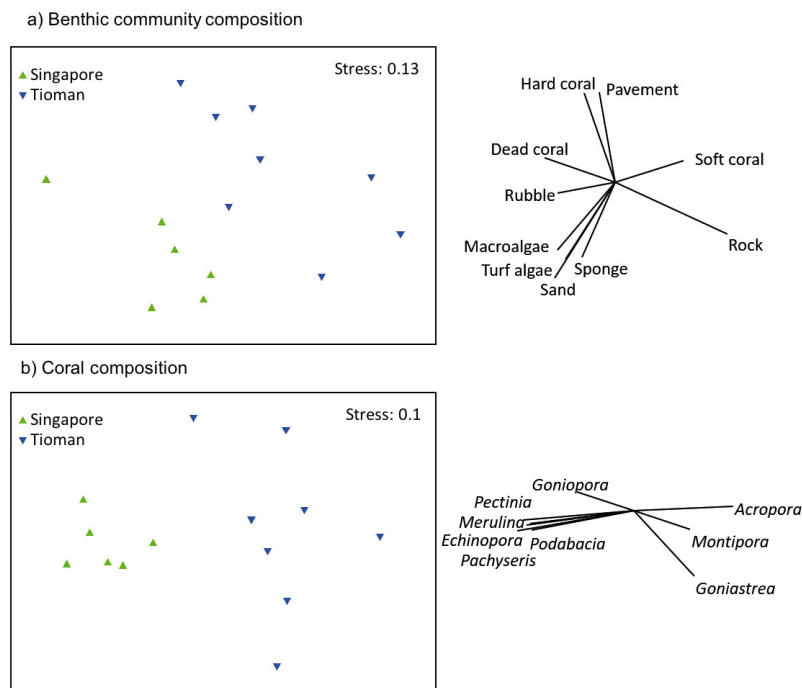 a) Benthic community composition
Singapore
Tioman
Stress: 0.13
Hard coral
Pavement
Dead coral
Soft coral
Rubble
Rock
Macroalgae
Turf algae
Sponge
Sand
b) Coral composition
Singapore
Tioman
Stress: 0.1
Goniopora
Pectinia
Acropora
Merulina
Echinopora
Podabacia
Montipora
Pachyseris
Goniastrea